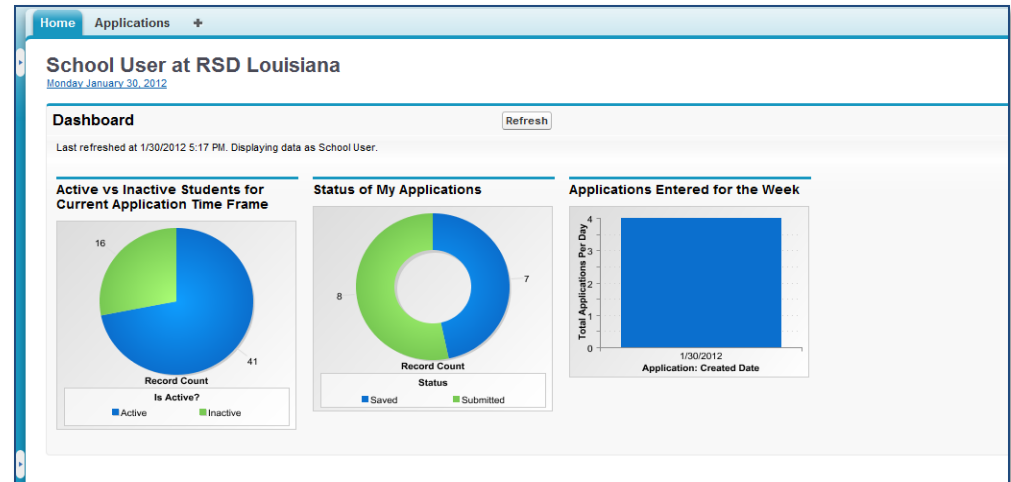 Home Applications +
School User at RSD Louisiana
Monday January 30, 2012
Dashboard
Refresh
Last refreshed at 1/30/2012 5:17 PM. Displaying data as School User.
Active vs Inactive Students for
Current Application Time Frame
16
41
Record Count
Is Active?
Active Inactive
Status of My Applications
7
8
Record Count
Status
Saved Submitted
Applications Entered for the Week
Total Applications Per Day
4
3
2
1
0
1/30/2012
Application: Created Date